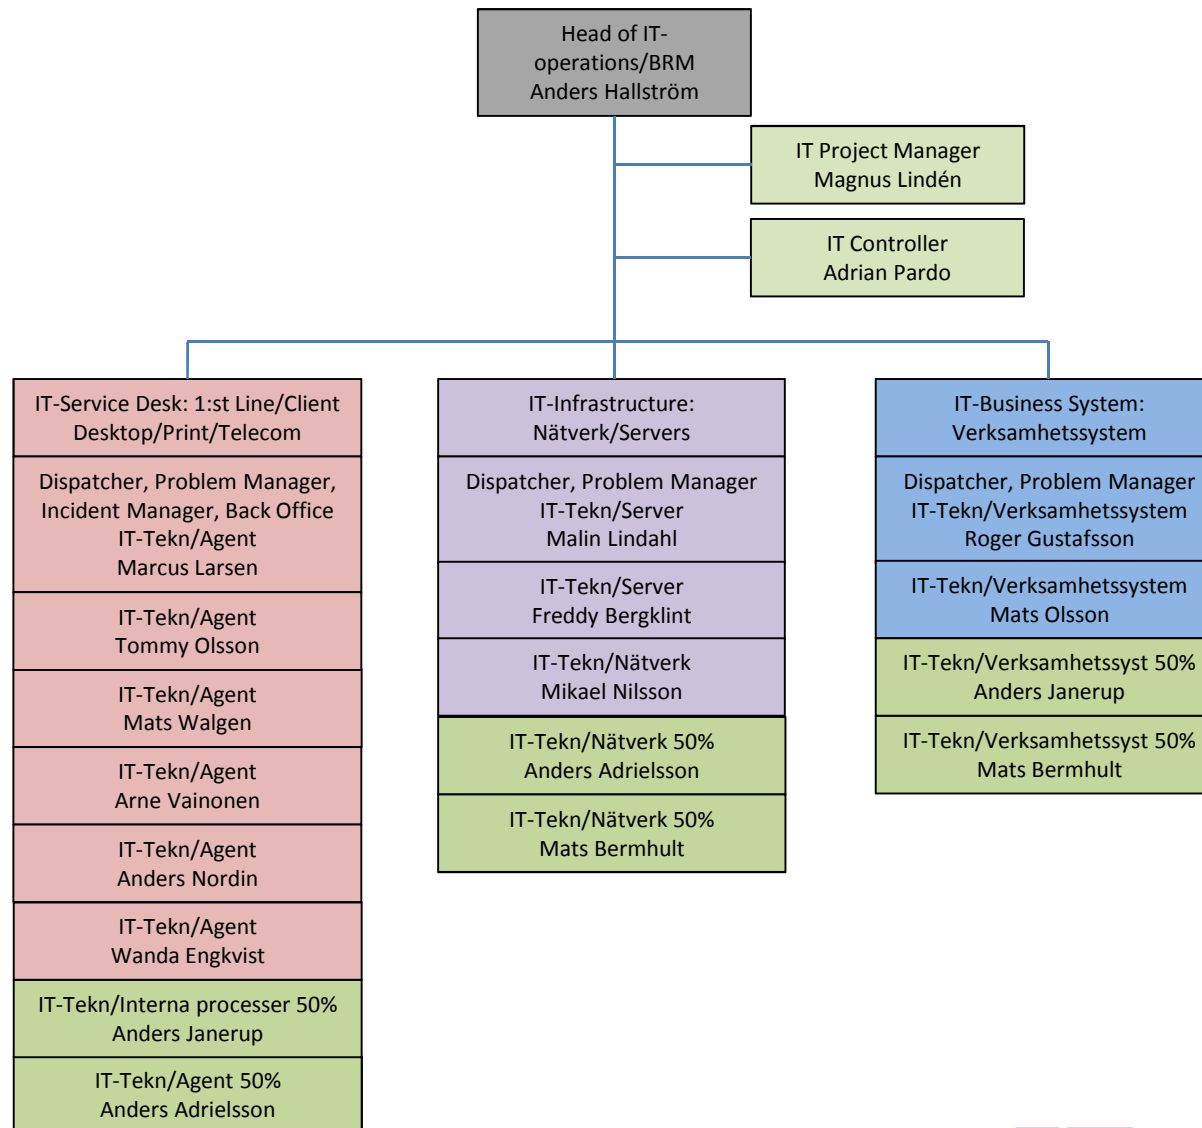 Head of IT-
operations/BRM
Anders Hallström
IT Project Manager
Magnus Lindén
IT Controller
Adrian Pardo
IT-Service Desk: 1:st Line/Client
Desktop/Print/Telecom
Dispatcher, Problem Manager,
Incident Manager, Back Office
IT-Tekn/Agent
Marcus Larsen
IT-Tekn/Agent
Tommy Olsson
IT-Tekn/Agent
Mats Walgen
IT-Tekn/Agent
Arne Vainonen
IT-Tekn/Agent
Anders Nordin
IT-Tekn/Agent
Wanda Engkvist
IT-Tekn/Interna processer 50%
Anders Janerup
IT-Tekn/Agent 50%
Anders Adrielsson
IT-Infrastructure:
Nätverk/Servers
Dispatcher, Problem Manager
IT-Tekn/Server
Malin Lindahl
IT-Tekn/Server
Freddy Bergklint
IT-Tekn/Nätverk
Mikael Nilsson
IT-Tekn/Nätverk 50%
Anders Adrielsson
IT-Tekn/Nätverk 50%
Mats Bermhult
IT-Business System:
Verksamhetssystem
Dispatcher, Problem Manager
IT-Tekn/Verksamhetssystem
Roger Gustafsson
IT-Tekn/Verksamhetssystem
Mats Olsson
IT-Tekn/Verksamhetssyst 50%
Anders Janerup
IT-Tekn/Verksamhetssyst 50%
Mats Bermhult